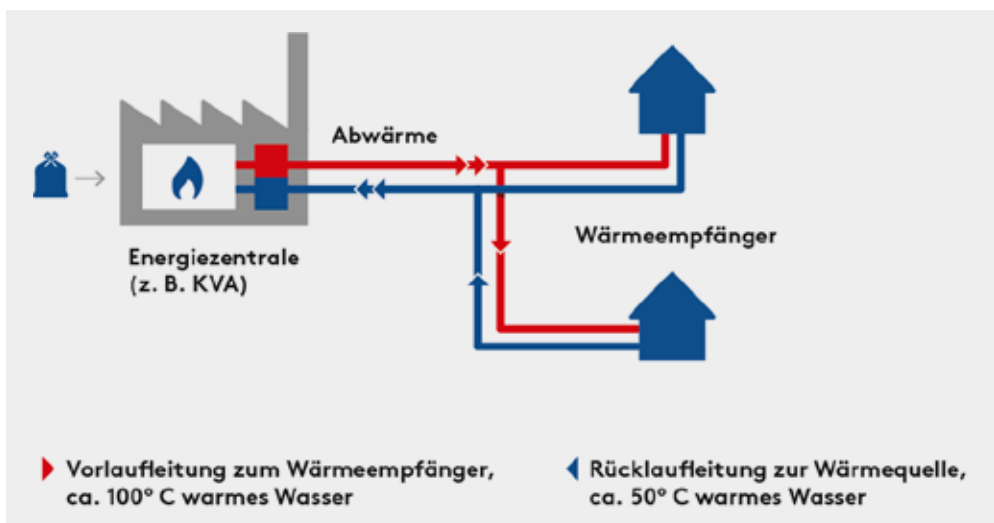 Abwärme
Wärmeempfänger
Energiezentrale
(z. B. KVA)
Vorlaufleitung zum Wärmeempfänger,
ca. 100° C warmes Wasser
Rücklaufleitung zur Wärmequelle,
ca. 50° C warmes Wasser